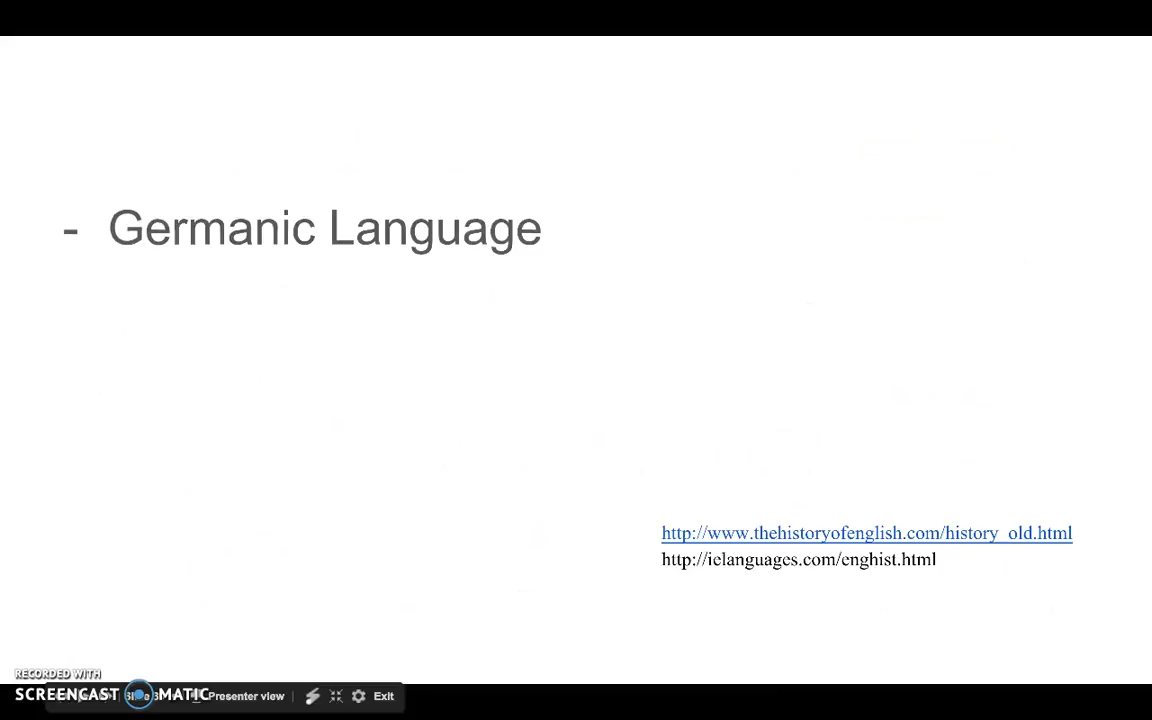 - Germanic Language
http://www.thehistoryofenglish.com/history_old.html
http://ielanguages.com/enghist.html
RECORDED WITH
SCREENCAST MATIC Presenter view Exit